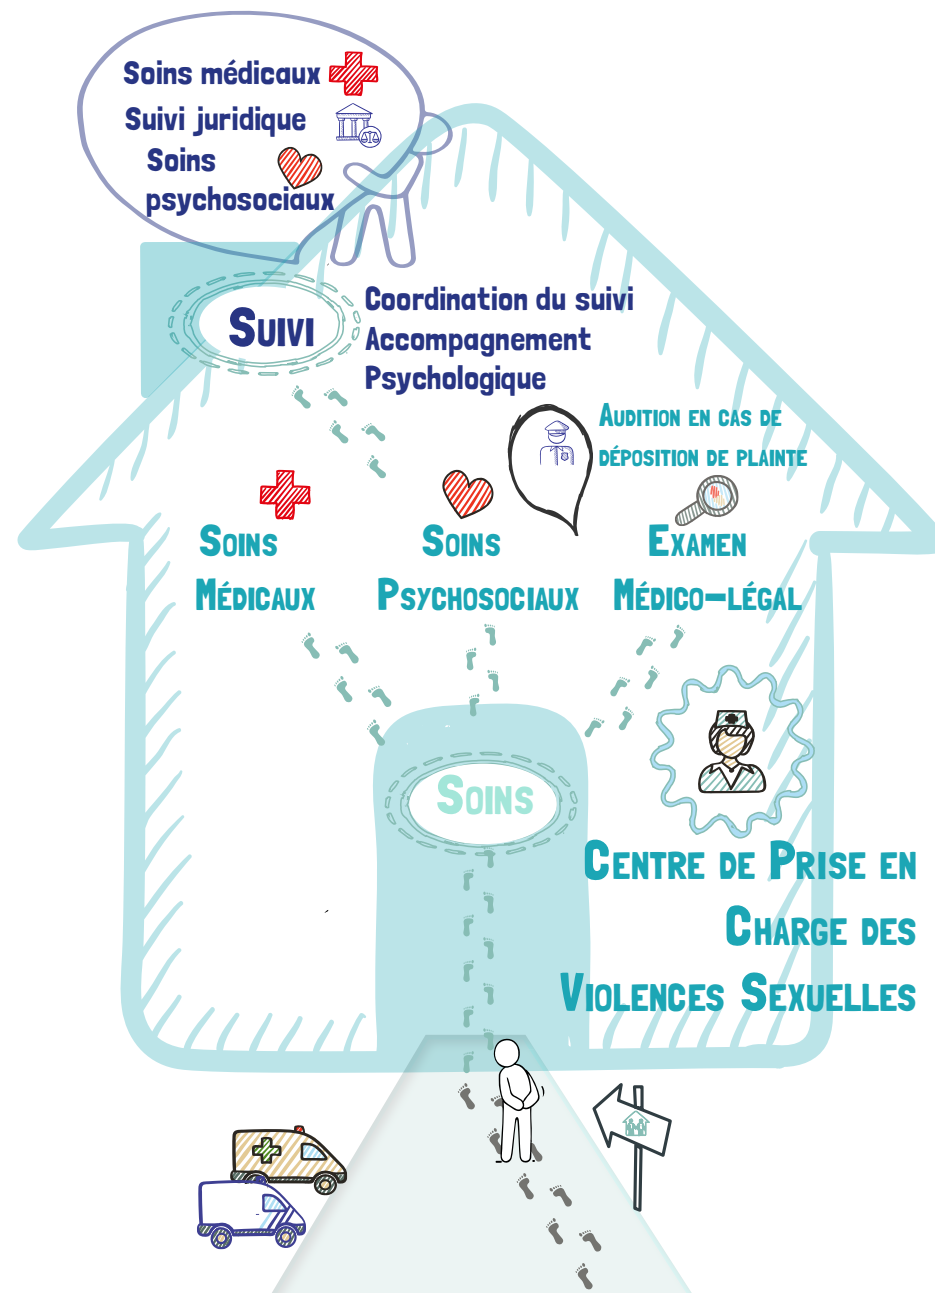 Soins médicaux
Suivi juridique
Soins
psychosociaux
Suivi
Coordination du suivi
Accompagnement
Psychologique
Audition en cas de
déposition de plainte
Soins
Médicaux
Soins
Psychosociaux
Examen
Médico-légal
Soins
Centre de Prise en
Charge des
Violences Sexuelles